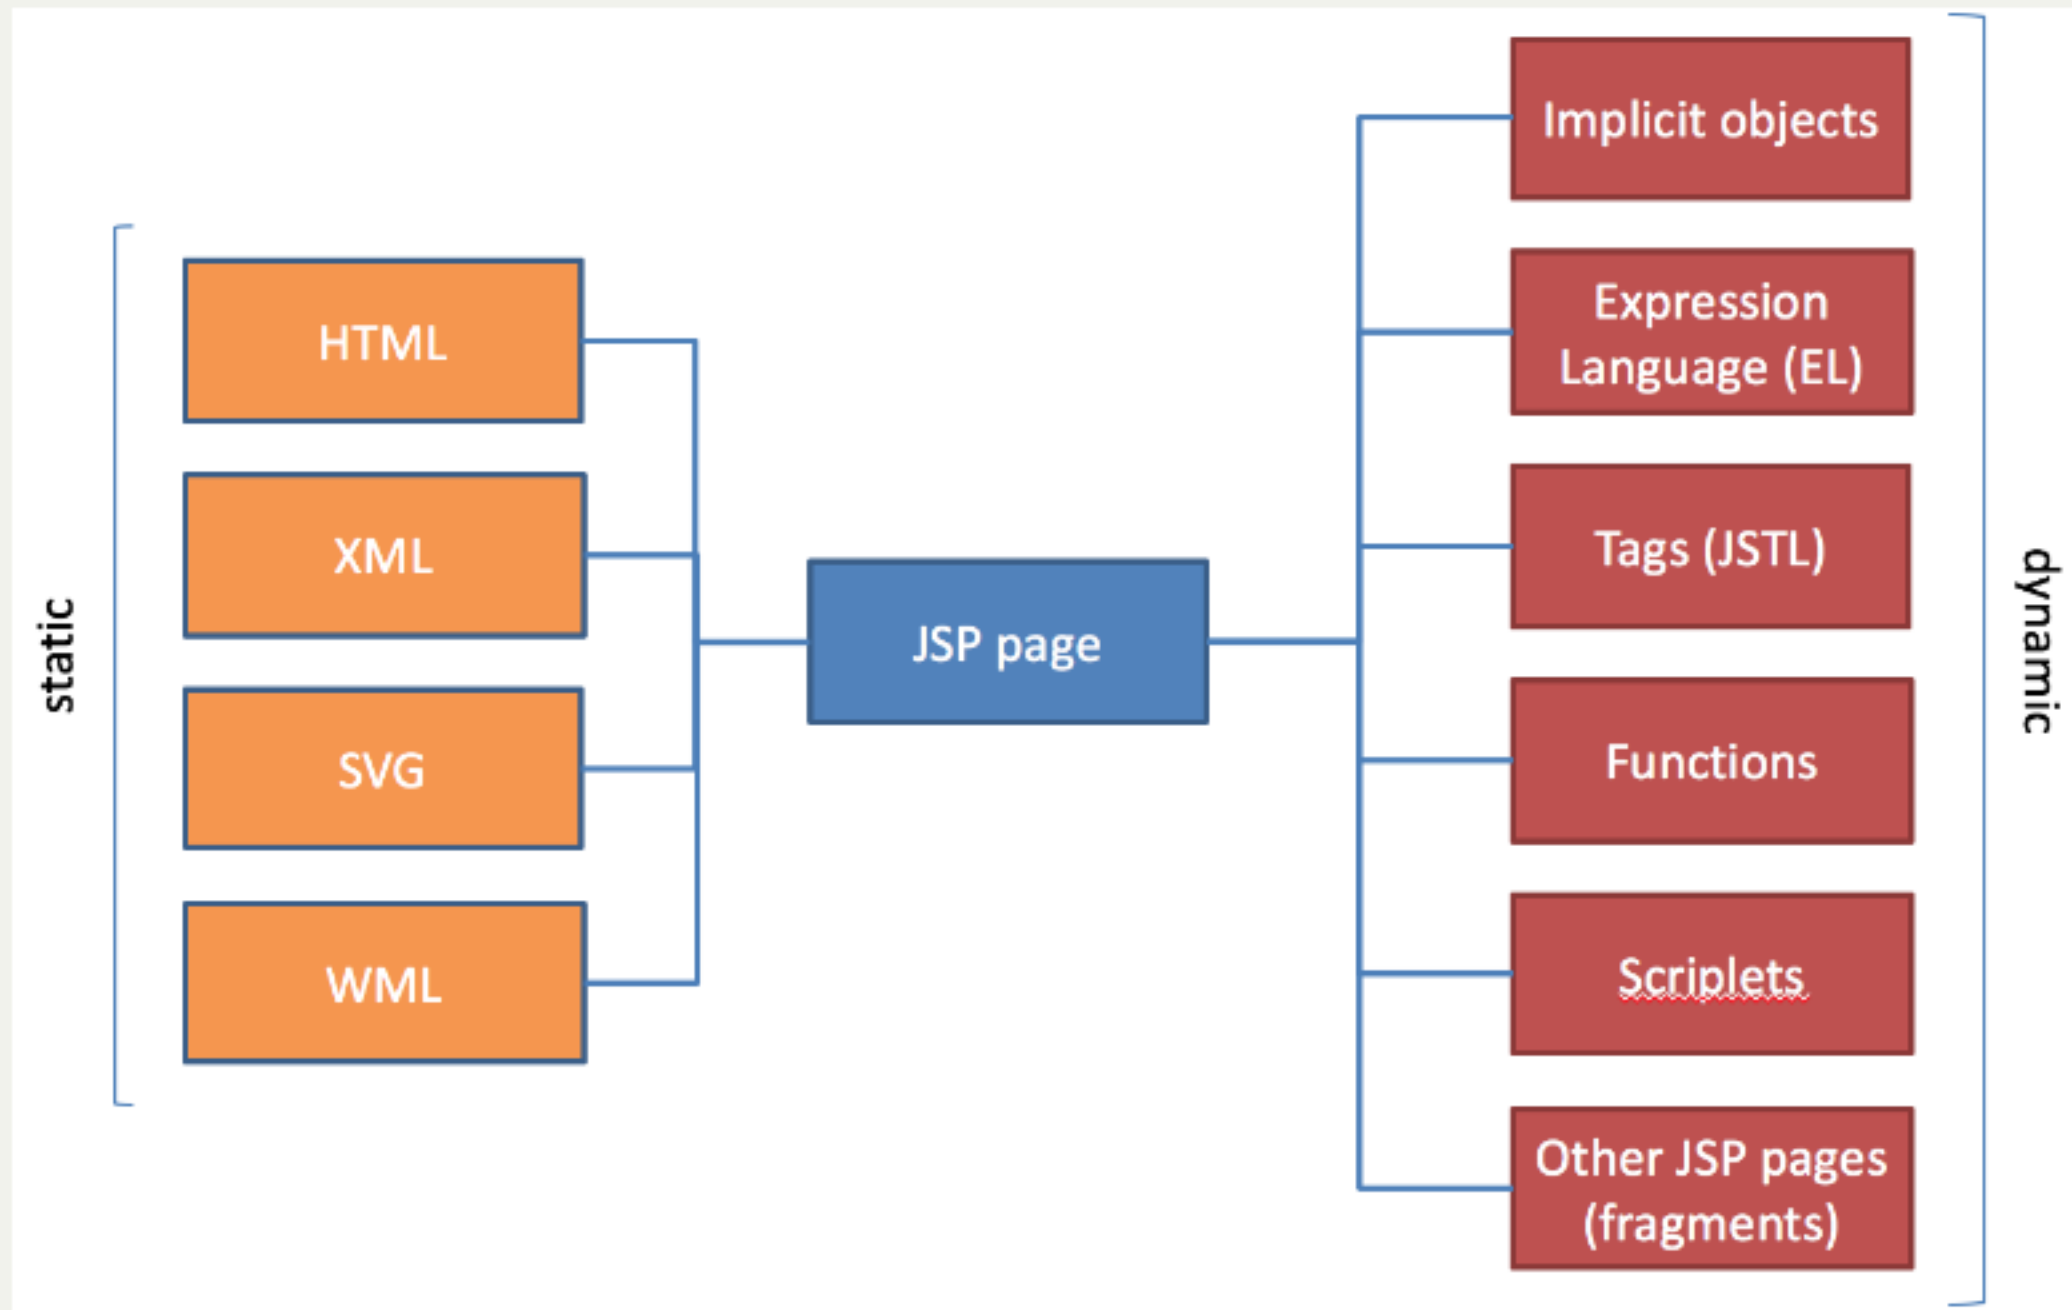 static
HTML
XML
SVG
WML
JSP page
Implicit objects
Expression
Language (EL)
Tags (JSTL)
Functions
Scriplets
Other JSP pages
(fragments)
dynamic